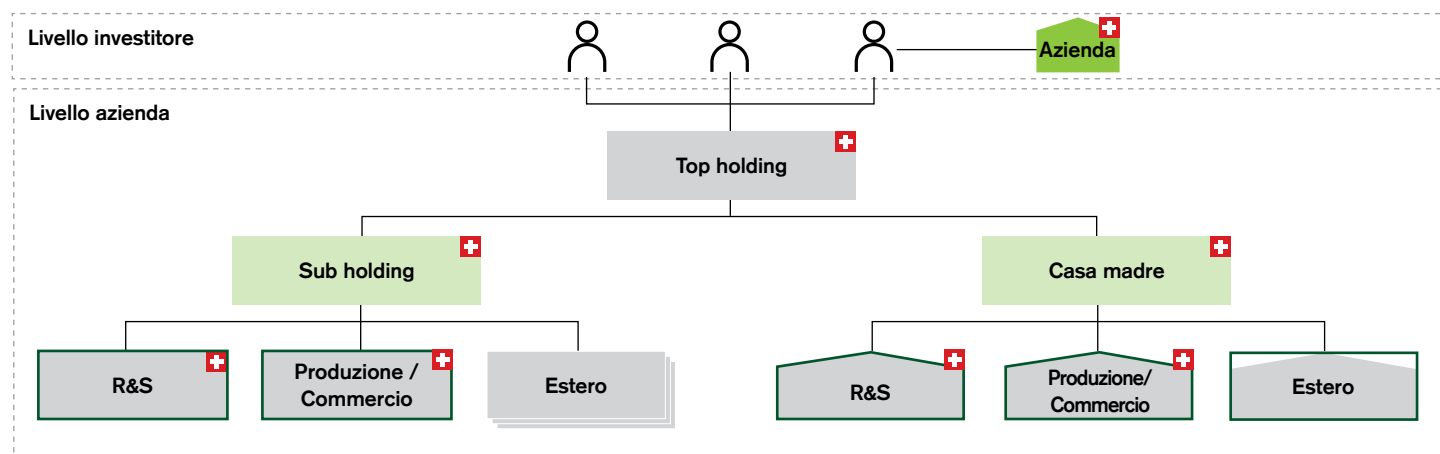 Livello investitore
Azienda
Livello azienda
Top holding
Sub holding
Casa madre
R&S
Produzione /
Commercio
Estero
R&S
Produzione/
Commercio
Estero